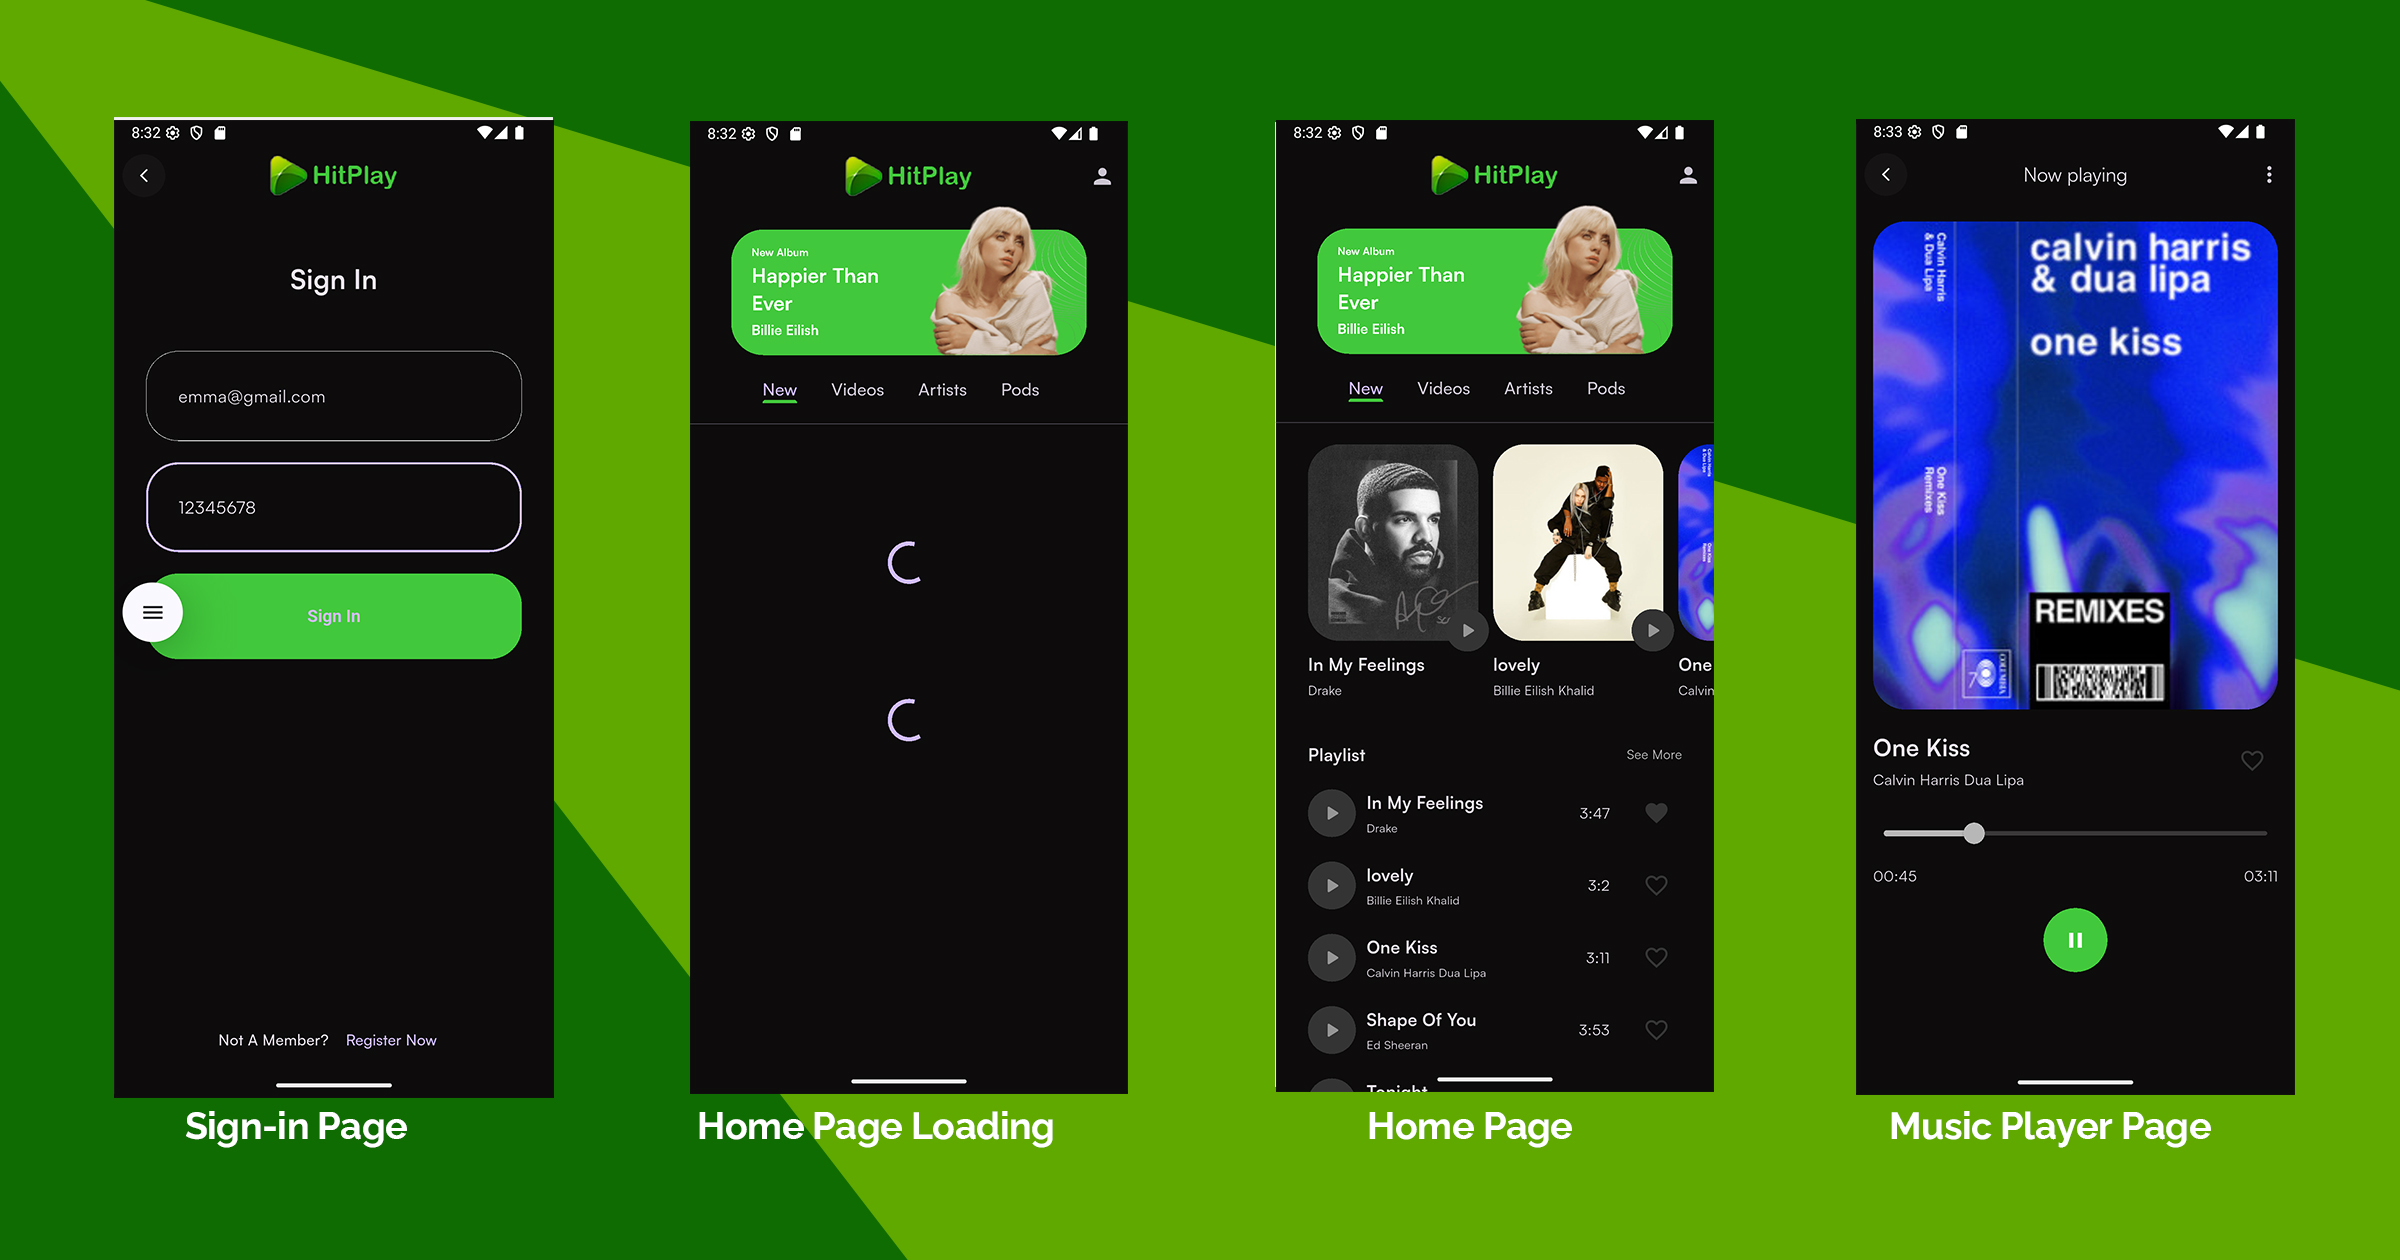 8:32
HitPlay
Sign In
emma@gmail.com
12345678
Sign In
Not A Member? Register Now
Sign-in Page
8:32
HitPlay
New Album
Happier Than
Ever
Billie Eilish
New Videos Artists Pods
Home Page Loading
8:32
HitPlay
New Album
Happier Than
Ever
Billie Eilish
New Videos Artists Pods
In My Feelings
Drake
lovely
Billie Eilish Khalid
One
Calvin
Playlist See More
In My Feelings
Drake
3:47
lovely
Billie Eilish Khalid
3:2
One Kiss
Calvin Harris Dua Lipa
3:11
Shape Of You
Ed Sheeran
3:53
Tonight
Home Page
8:33
Now playing
Calvin Harris
& Dua Lipa
One Kiss
Remixes
calvin harris
& dua lipa
one kiss
REMIXES
COLUMBIA
One Kiss
Calvin Harris Dua Lipa
00:45 03:11
Music Player Page